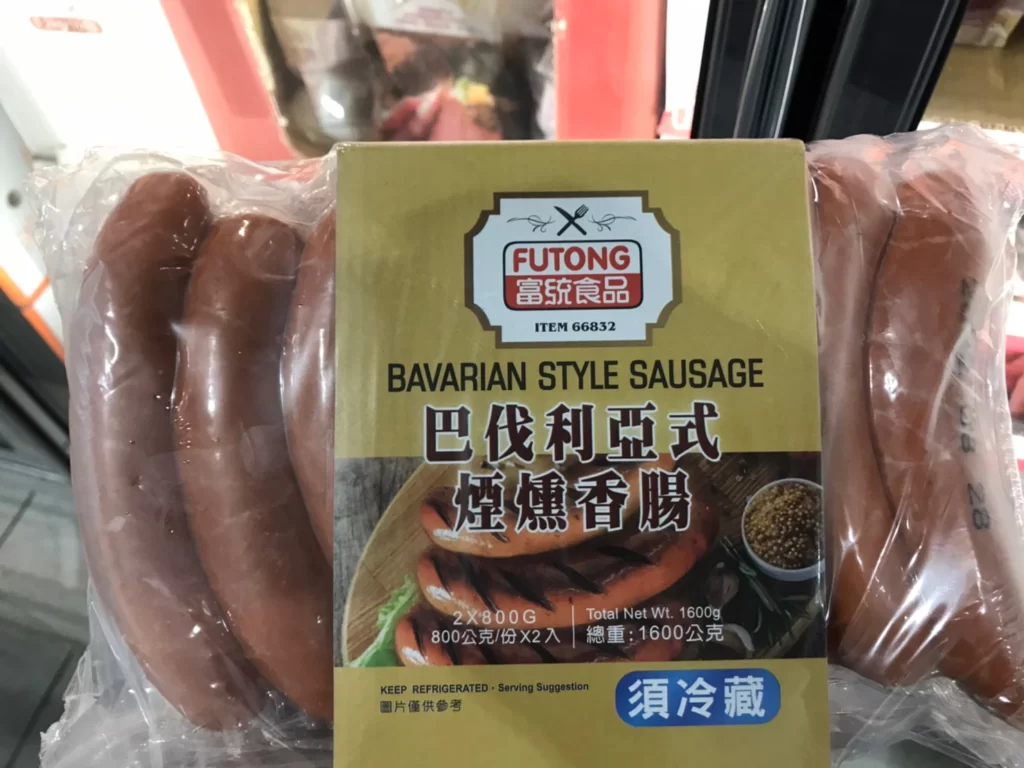 FUTONG
富統食品
ITEM 66832
BAVARIAN STYLE SAUSAGE
巴伐利亞式
煙燻香腸
2X800G
800公克/份X2入
Total Net Wt. 1600g
總重:1600公克
KEEP REFRIGERATED · Serving Suggestion
圖片僅供參考
須冷藏